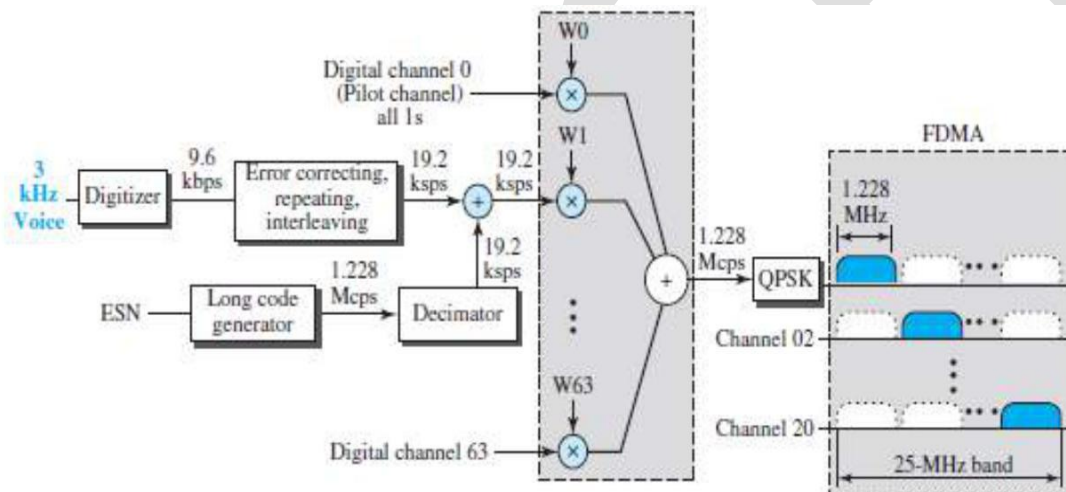 W0
Digital channel 0
(Pilot channel)
all 1s
×
W1
FDMA
3
kHz
Voice
Digitizer
9.6
kbps
Error correcting,
repeating,
interleaving
19.2
ksps
+
19.2
ksps
×
1.228
MHz
19.2
ksps
1.228
Mcps
+
QPSK
ESN
Long code
generator
1.228
Mcps
Decimator
Channel 02
W63
Channel 20
Digital channel 63
×
25-MHz band